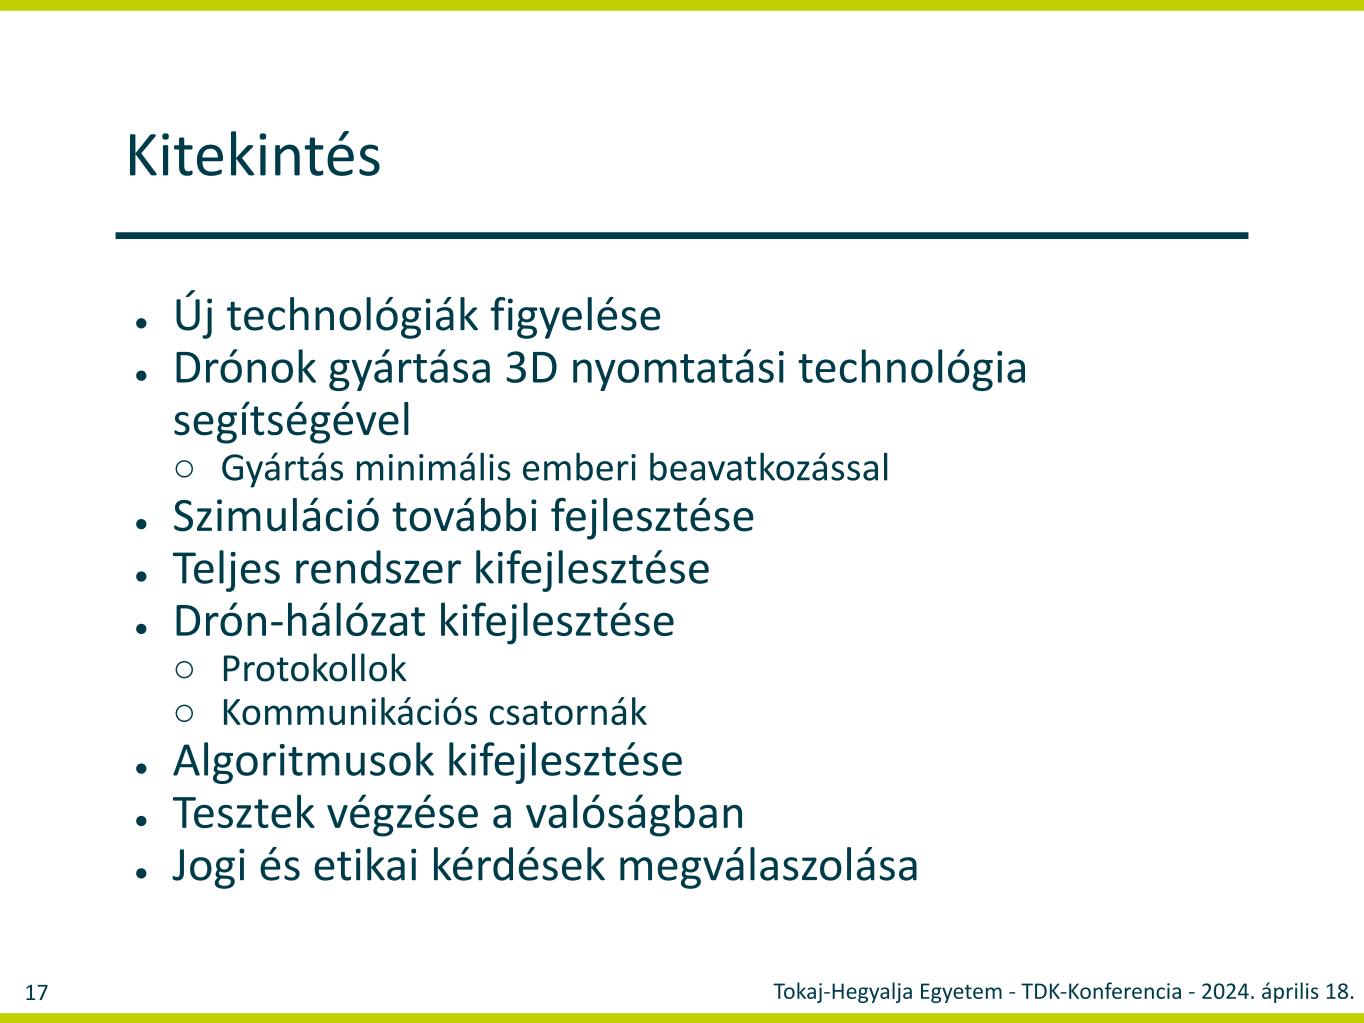 Kitekintés
● Új technológiák figyelése
● Drónok gyártása 3D nyomtatási technológia
segítségével
○ Gyártás minimális emberi beavatkozással
● Szimuláció további fejlesztése
● Teljes rendszer kifejlesztése
● Drón-hálózat kifejlesztése
○ Protokollok
○ Kommunikációs csatornák
● Algoritmusok kifejlesztése
● Tesztek végzése a valóságban
● Jogi és etikai kérdések megválaszolása
17
Tokaj-Hegyalja Egyetem - TDK-Konferencia - 2024. április 18.